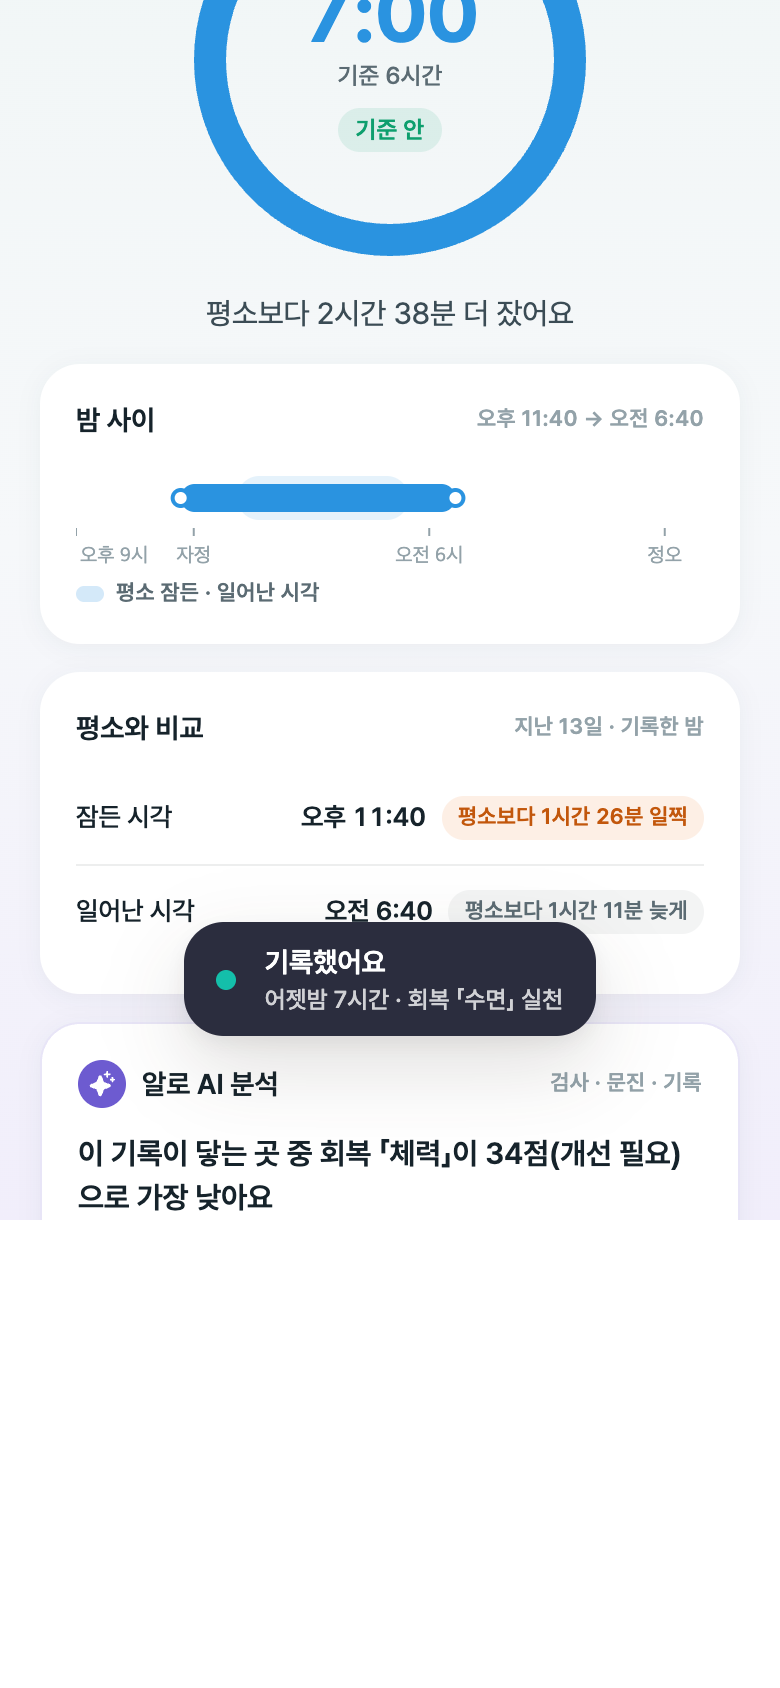 7:00
기준 6시간
기준 안
평소보다 2시간 38분 더 잤어요
밤 사이
오후 11:40 → 오전 6:40
오후 9시 자정 오전 6시 정오
평소 잠든 · 일어난 시각
평소와 비교
지난 13일 · 기록한 밤
잠든 시각 오후 11:40 평소보다 1시간 26분 일찍
일어난 시각 오전 6:40 평소보다 1시간 11분 늦게
기록했어요
어젯밤 7시간 · 회복 「수면」 실천
알로 AI 분석
검사 · 문진 · 기록
이 기록이 닿는 곳 중 회복 「체력」이 34점(개선 필요)
으로 가장 낮아요